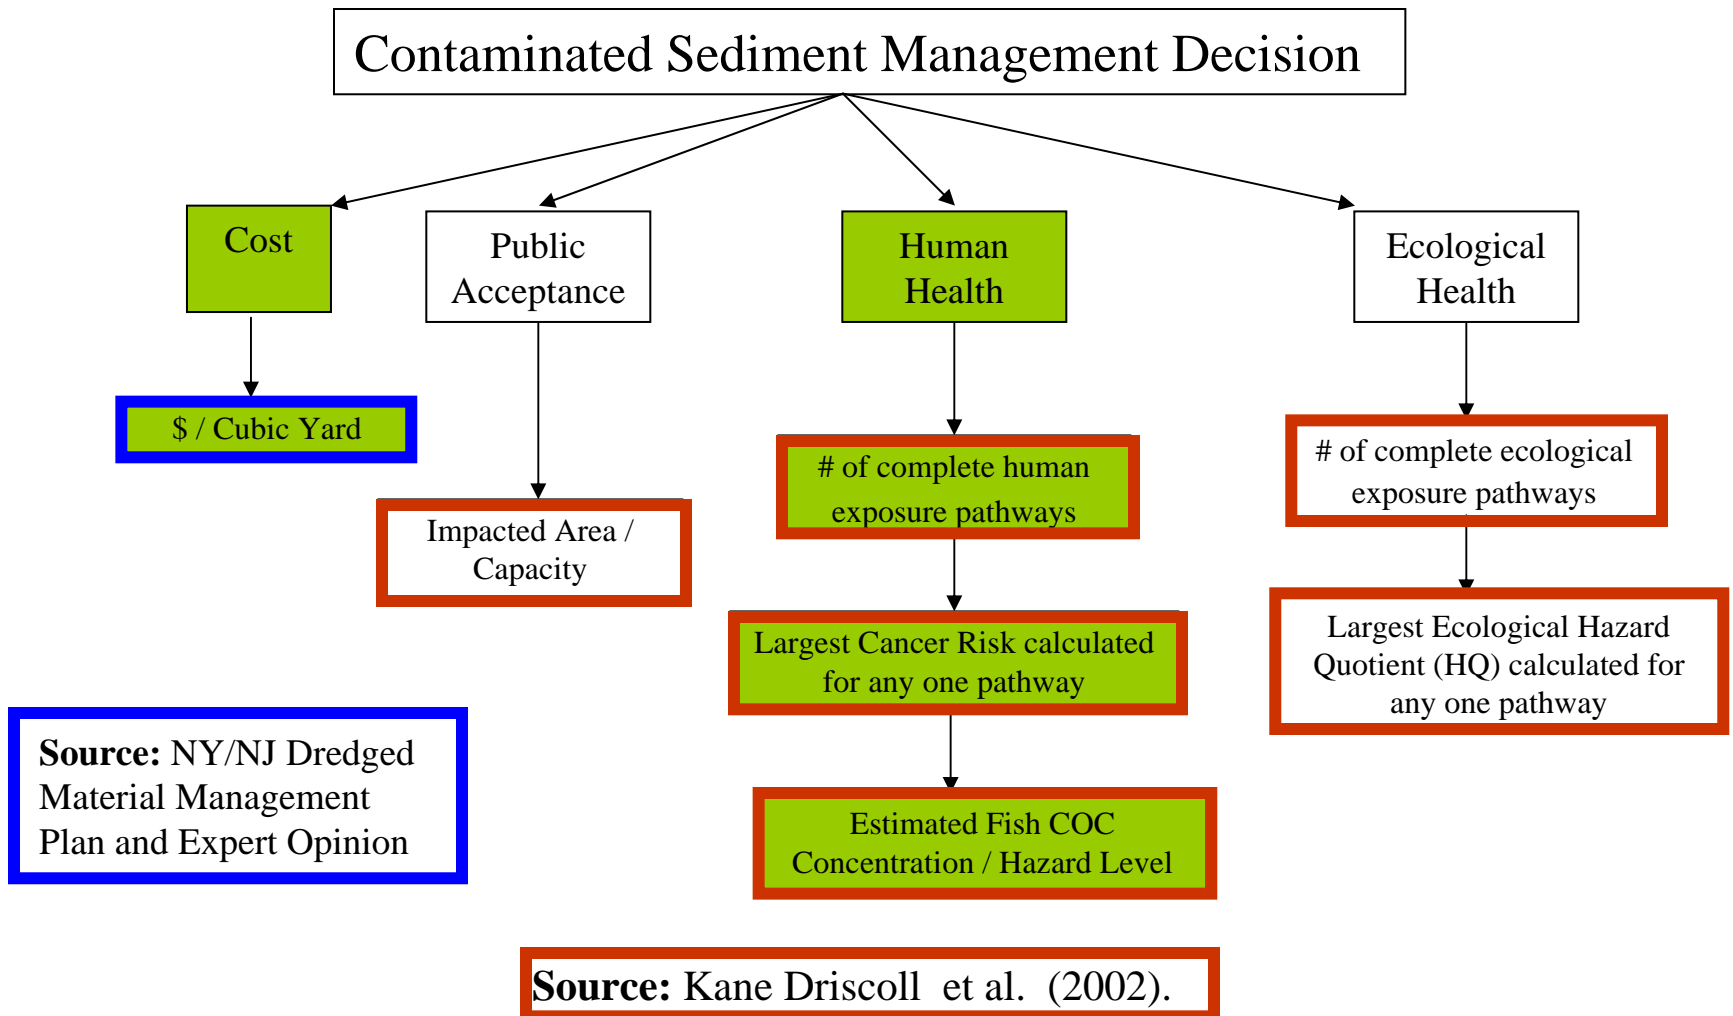 Contaminated Sediment Management Decision
Cost
Public
Acceptance
Human
Health
Ecological
Health
$ / Cubic Yard
Impacted Area /
Capacity
# of complete human
exposure pathways
# of complete ecological
exposure pathways
Largest Cancer Risk calculated
for any one pathway
Largest Ecological Hazard
Quotient (HQ) calculated for
any one pathway
Estimated Fish COC
Concentration / Hazard Level
Source: NY/NJ Dredged
Material Management
Plan and Expert Opinion
Source: Kane Driscoll et al. (2002).